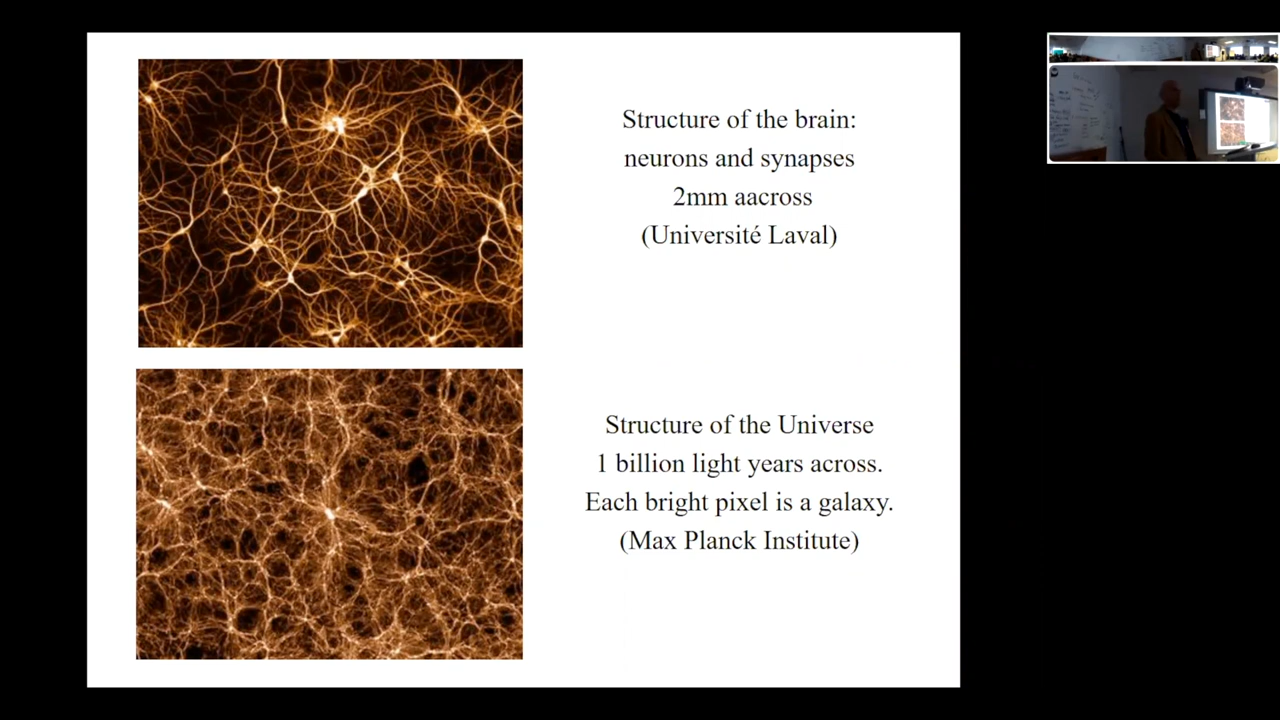 Structure of the brain:
neurons and synapses
2mm aacross
(Université Laval)
Structure of the Universe
1 billion light years across.
Each bright pixel is a galaxy.
(Max Planck Institute)